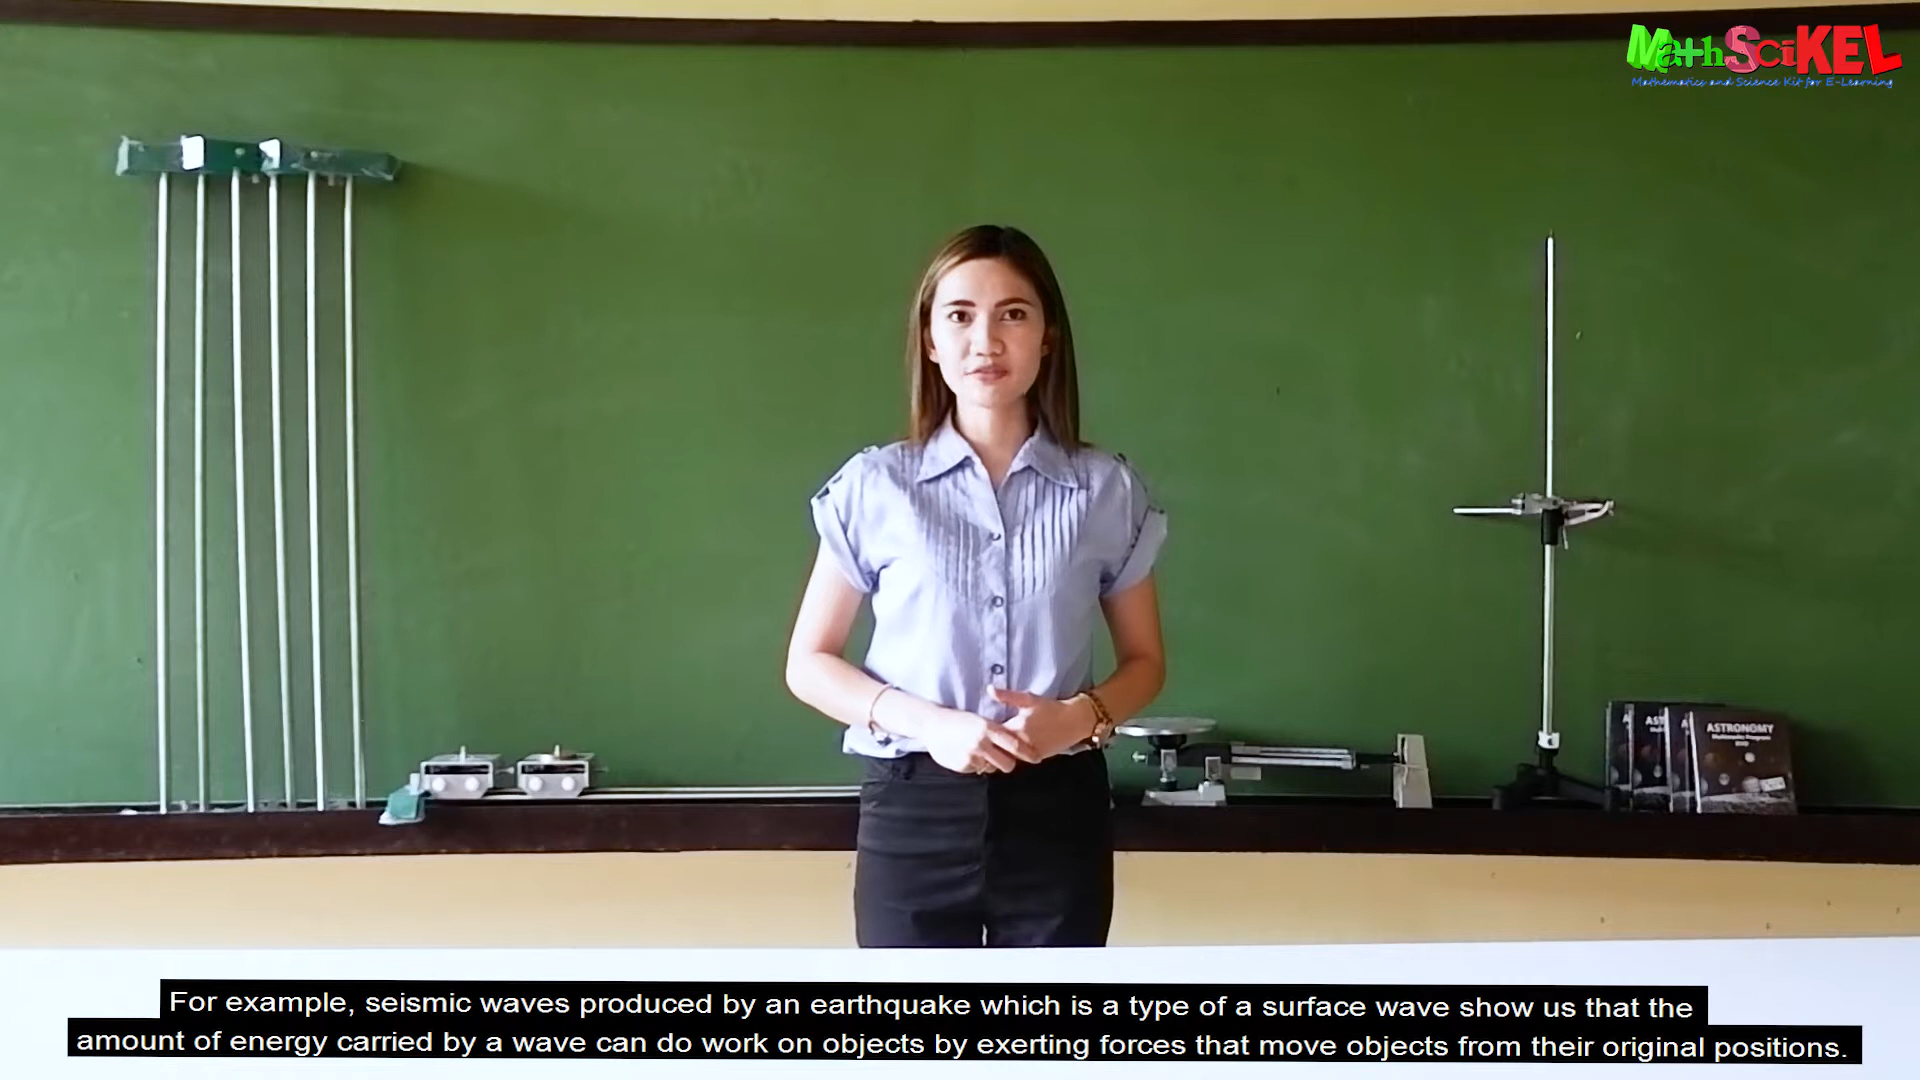 MathSciKEL
Mathematics and Science Kit for E-Learning
ASTRONOMY
For example, seismic waves produced by an earthquake which is a type of a surface wave show us that the
amount of energy carried by a wave can do work on objects by exerting forces that move objects from their original positions.